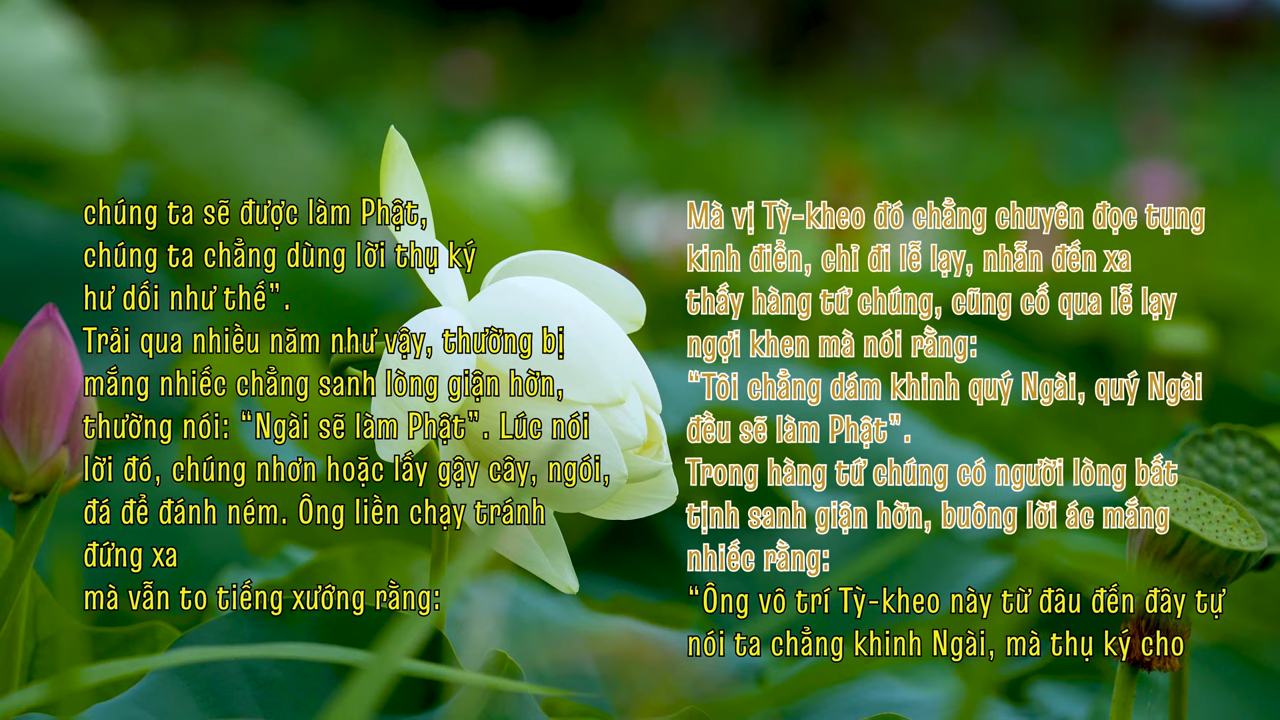 chúng ta sẽ được làm Phật,
chúng ta chẳng dùng lời thụ ký
hư dối như thế”.
Trải qua nhiều năm như vậy, thường bị
mắng nhiếc chẳng sanh lòng giận hờn,
thường nói: “Ngài sẽ làm Phật”. Lúc nói
lời đó, chúng nhơn hoặc lấy gậy cây, ngói,
đá để đánh ném. Ông liền chạy tránh
đứng xa
mà vẫn to tiếng xướng rằng:
Mà vị Tỳ-kheo đó chẳng chuyên đọc tụng
kinh điển, chỉ đi lễ lạy, nhẫn đến xa
thấy hàng tứ chúng, cũng cố qua lễ lạy
ngợi khen mà nói rằng:
“Tôi chẳng dám khinh quý Ngài, quý Ngài
đều sẽ làm Phật”.
Trong hàng tứ chúng có người lòng bất
tịnh sanh giận hờn, buông lời ác mắng
nhiếc rằng:
“Ông vô trí Tỳ-kheo này từ đâu đến đây tự
nói ta chẳng khinh Ngài, mà thụ ký cho